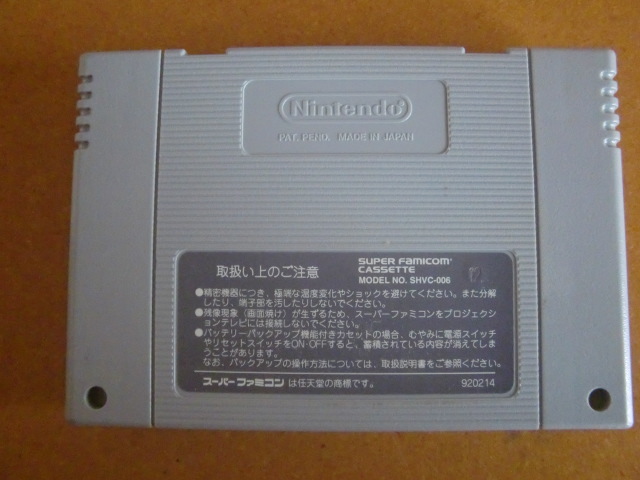 Nintendo
PAT. PEND. MADE IN JAPAN
取扱い上のご注意
SUPER FAMICOM
CASSETTE
MODEL NO. SHVC-006
●精密機器につき、極端な温度変化やショックを避けてください。また分解
したり、端子部を汚したりしないでください。
●残像現象（画面焼け）が生ずるため、スーパーファミコンをプロジェクシ
ョンテレビには接続しないでください。
●バッテリーバックアップ機能付きカセットの場合、むやみに電源スイッチ
やリセットスイッチをON·OFFすると、蓄積されている内容が消えてしま
うことがあります。
なお、バックアップの操作方法については、取扱説明書をご参照ください。
スーパーファミコン は任天堂の商標です。
920214